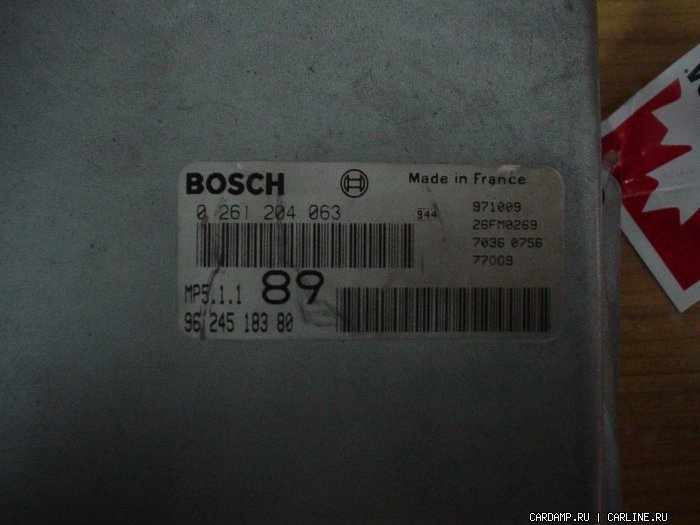 BOSCH Made in France
0 261 204 063 944 971009
26FM0269
7036 0756
77009
MP5.1.1 89
96 245 183 80
CARDAMP.RU | CARLINE.RU